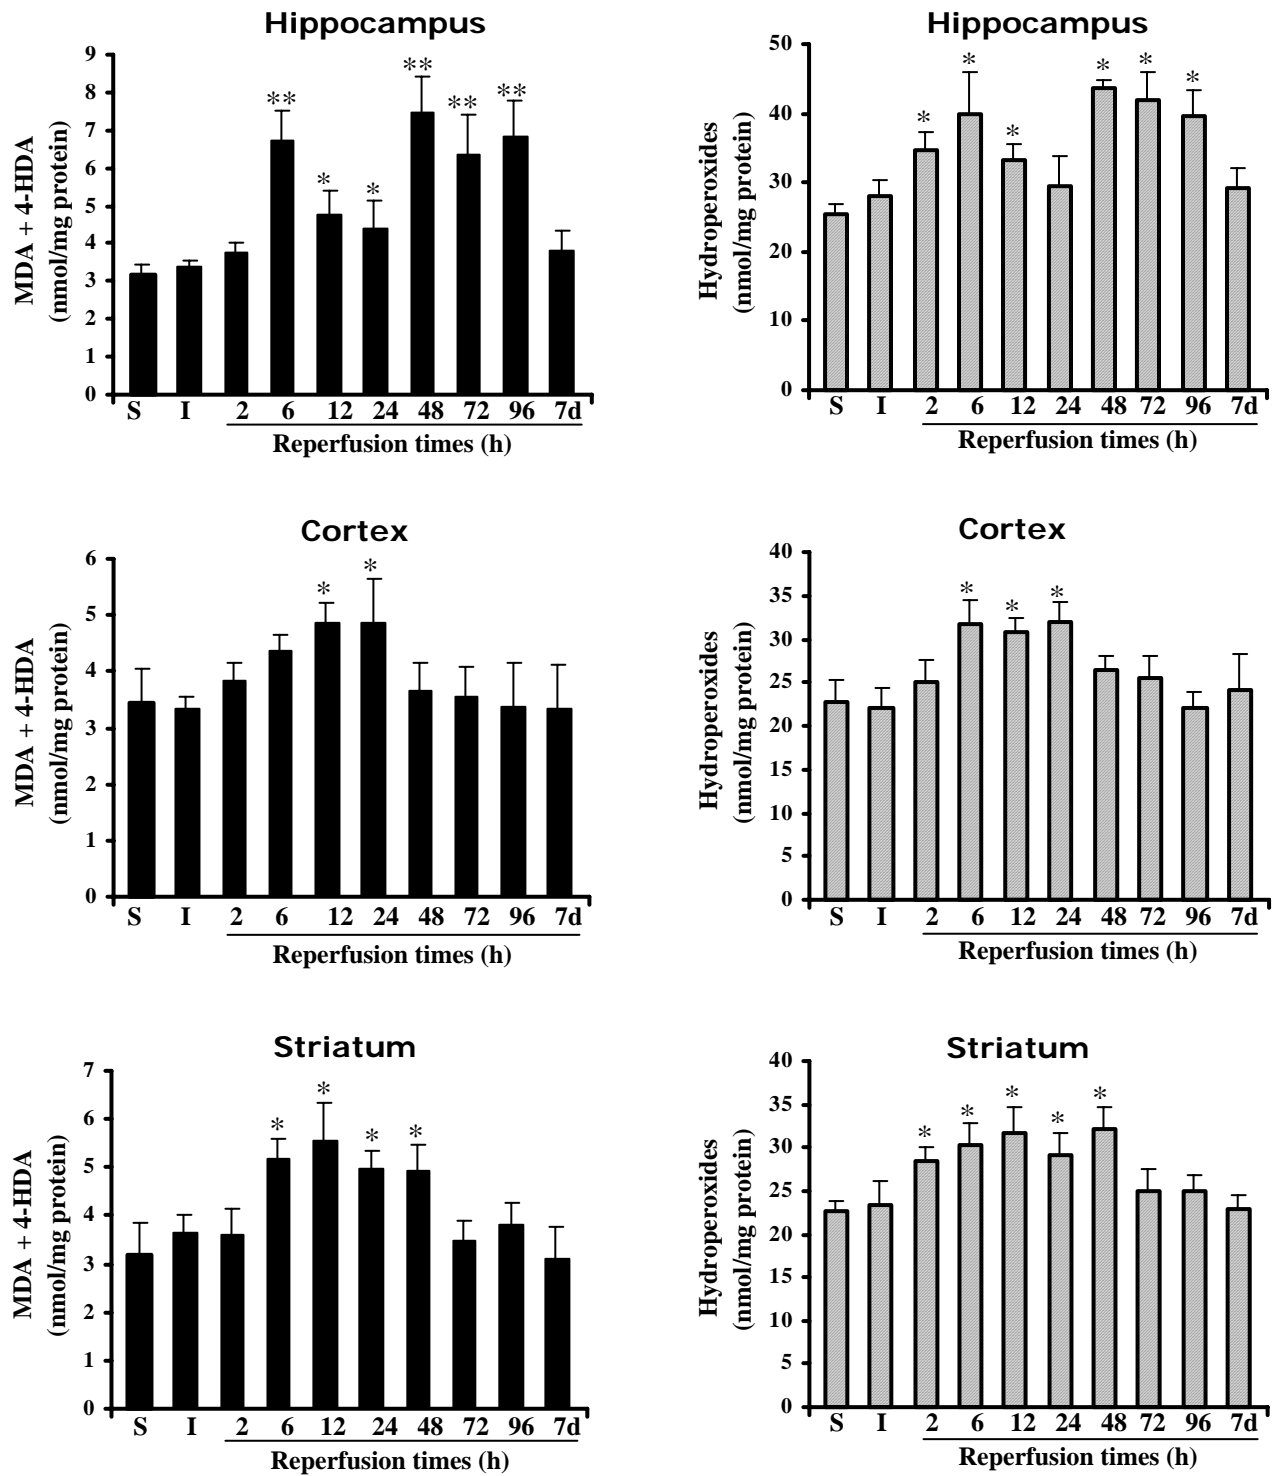 Hippocampus
MDA + 4-HDA
(nmol/mg protein)
9
8
7
6
5
4
3
2
1
0
** * * ** ** **
S I 2 6 12 24 48 72 96 7d
Reperfusion times (h)
Hippocampus
Hydroperoxides
(nmol/mg protein)
50
40
30
20
10
0
* * * * * *
S I 2 6 12 24 48 72 96 7d
Reperfusion times (h)
Cortex
MDA + 4-HDA
(nmol/mg protein)
6
5
4
3
2
1
0
* *
S I 2 6 12 24 48 72 96 7d
Reperfusion times (h)
Cortex
Hydroperoxides
(nmol/mg protein)
40
35
30
25
20
15
10
5
0
* * *
S I 2 6 12 24 48 72 96 7d
Reperfusion times (h)
Striatum
MDA + 4-HDA
(nmol/mg protein)
7
6
5
4
3
2
1
0
* * * *
S I 2 6 12 24 48 72 96 7d
Reperfusion times (h)
Striatum
Hydroperoxides
(nmol/mg protein)
40
35
30
25
20
15
10
5
0
* * * * *
S I 2 6 12 24 48 72 96 7d
Reperfusion times (h)